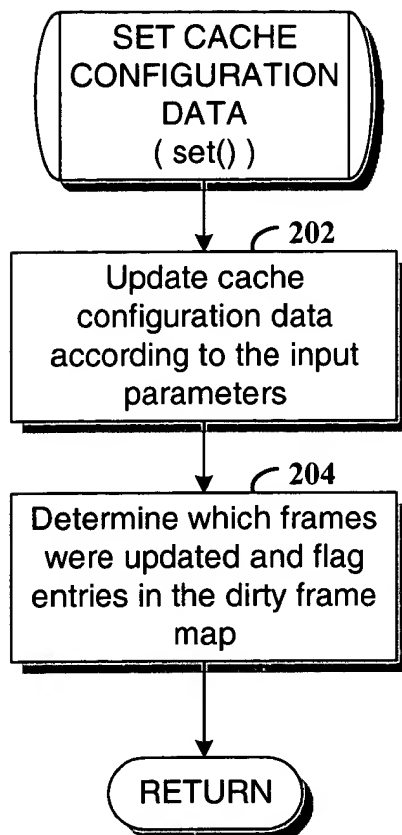 SET CACHE
CONFIGURATION
DATA
( set() )
202
Update cache
configuration data
according to the input
parameters
204
Determine which frames
were updated and flag
entries in the dirty frame
map
RETURN